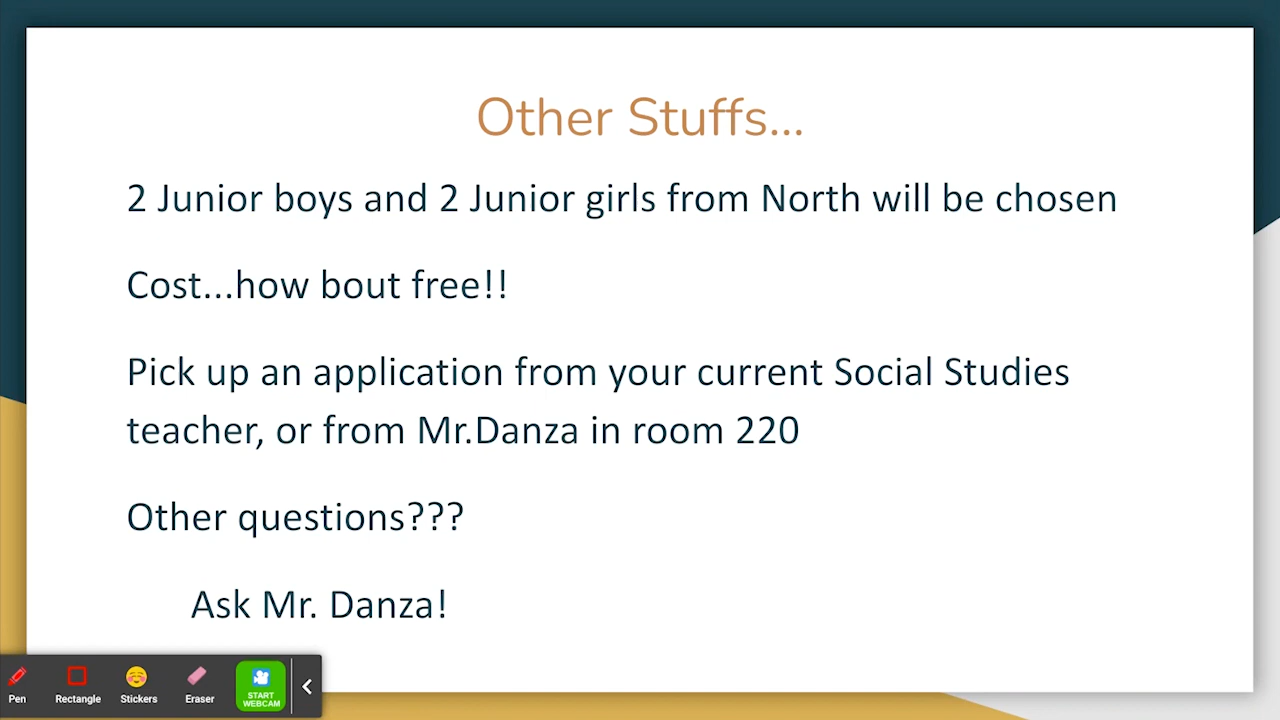 Other Stuffs...
2 Junior boys and 2 Junior girls from North will be chosen
Cost...how bout free!!
Pick up an application from your current Social Studies
teacher, or from Mr.Danza in room 220
Other questions???
Ask Mr. Danza!
Pen Rectangle Stickers Eraser START
WEBCAM